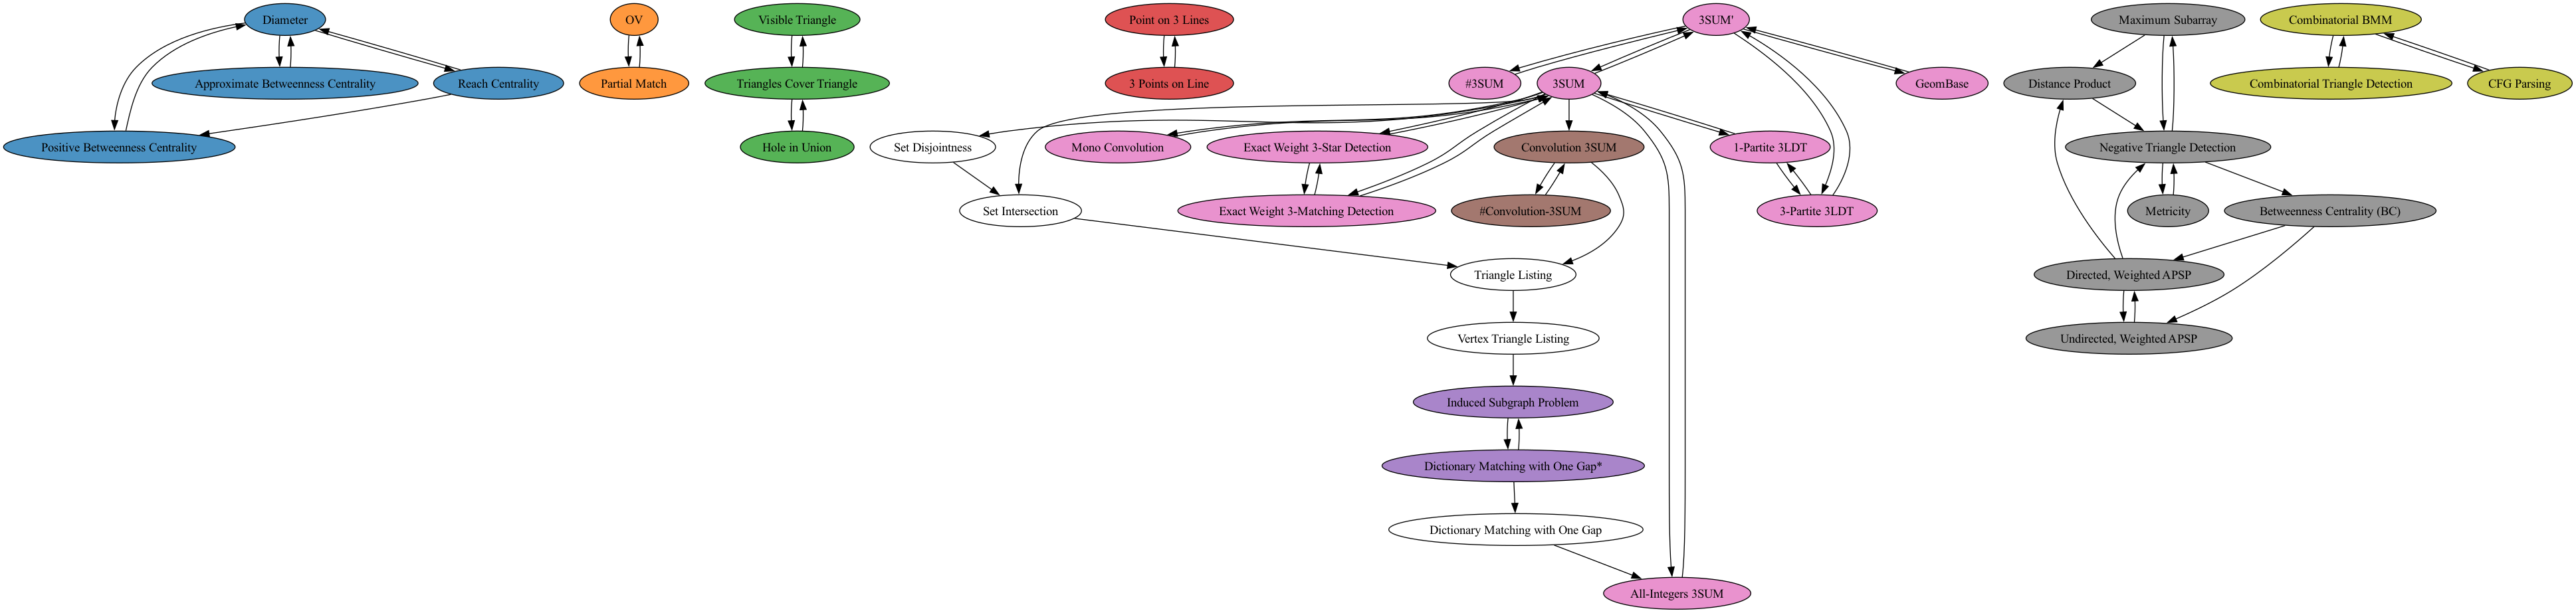 Diameter
OV
Visible Triangle
Point on 3 Lines
3SUM'
Maximum Subarray
Combinatorial BMM
Approximate Betweenness Centrality
Reach Centrality
Partial Match
Triangles Cover Triangle
3 Points on Line
#3SUM
3SUM
GeomBase
Distance Product
Combinatorial Triangle Detection
CFG Parsing
Positive Betweenness Centrality
Hole in Union
Set Disjointness
Mono Convolution
Exact Weight 3-Star Detection
Convolution 3SUM
1-Partite 3LDT
Negative Triangle Detection
Set Intersection
Exact Weight 3-Matching Detection
#Convolution-3SUM
3-Partite 3LDT
Metricity
Betweenness Centrality (BC)
Triangle Listing
Directed, Weighted APSP
Vertex Triangle Listing
Undirected, Weighted APSP
Induced Subgraph Problem
Dictionary Matching with One Gap*
Dictionary Matching with One Gap
All-Integers 3SUM